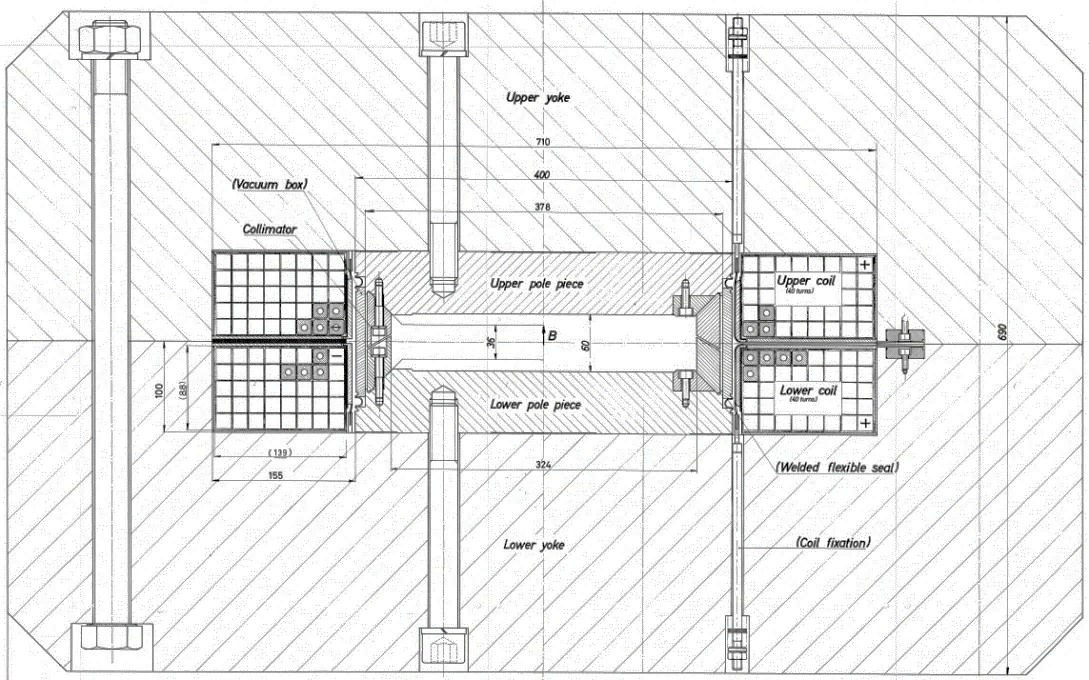 Upper yoke
710
(Vacuum box)
400
378
Collimator
+
Upper pole piece
Upper coil
(40 turns)
36
B
60
690
−
100
(88)
Lower pole piece
Lower coil
(40 turns)
+
(139)
324
(Welded flexible seal)
155
Lower yoke
(Coil fixation)